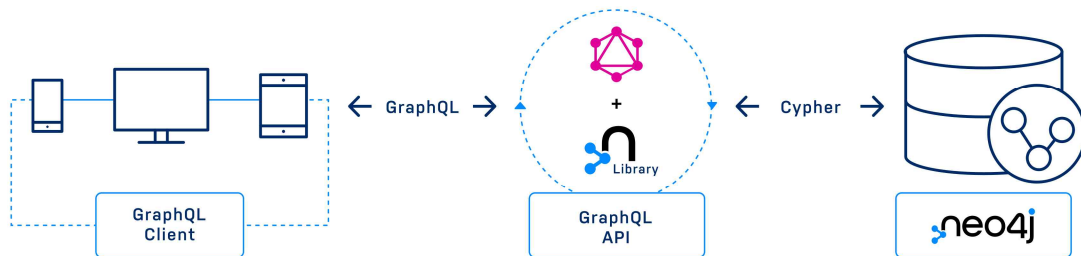 GraphQL
Client
GraphQL
+
n
Library
GraphQL
API
Cypher
neo4j